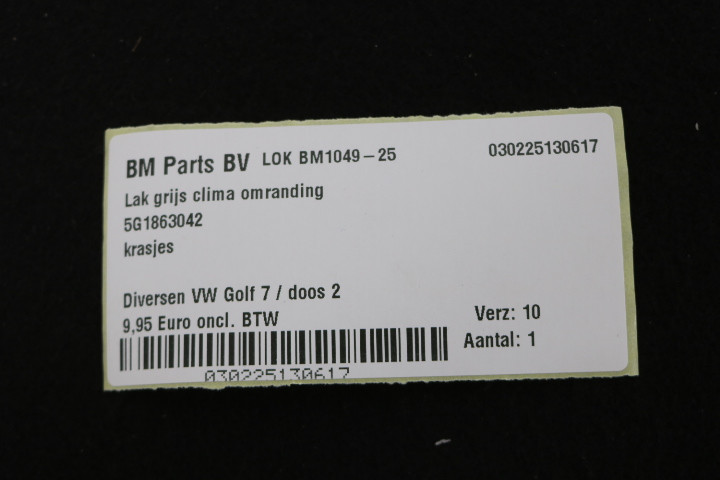 BM Parts BV LOK BM1049-25 030225130617
Lak grijs clima omranding
5G1863042
krasjes
Diversen VW Golf 7 / doos 2
9,95 Euro oncl. BTW
Verz: 10
Aantal: 1
030225130617